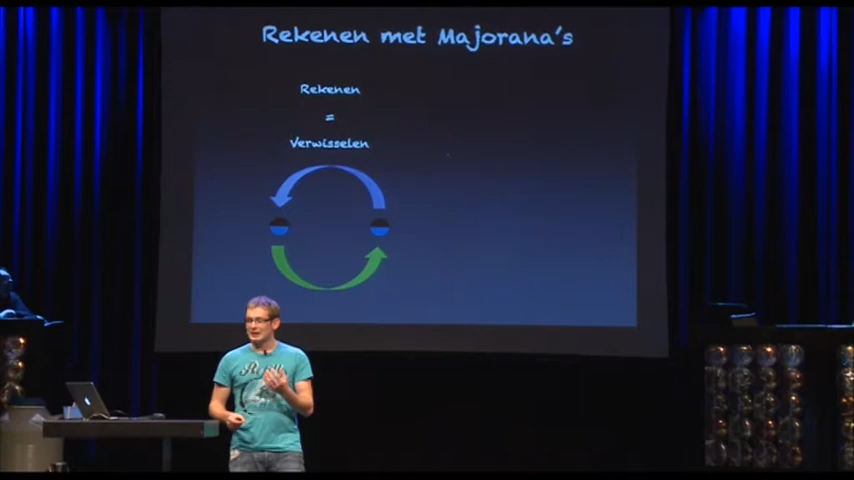 Rekenen met Majorana's
Rekenen
=
Verwisselen